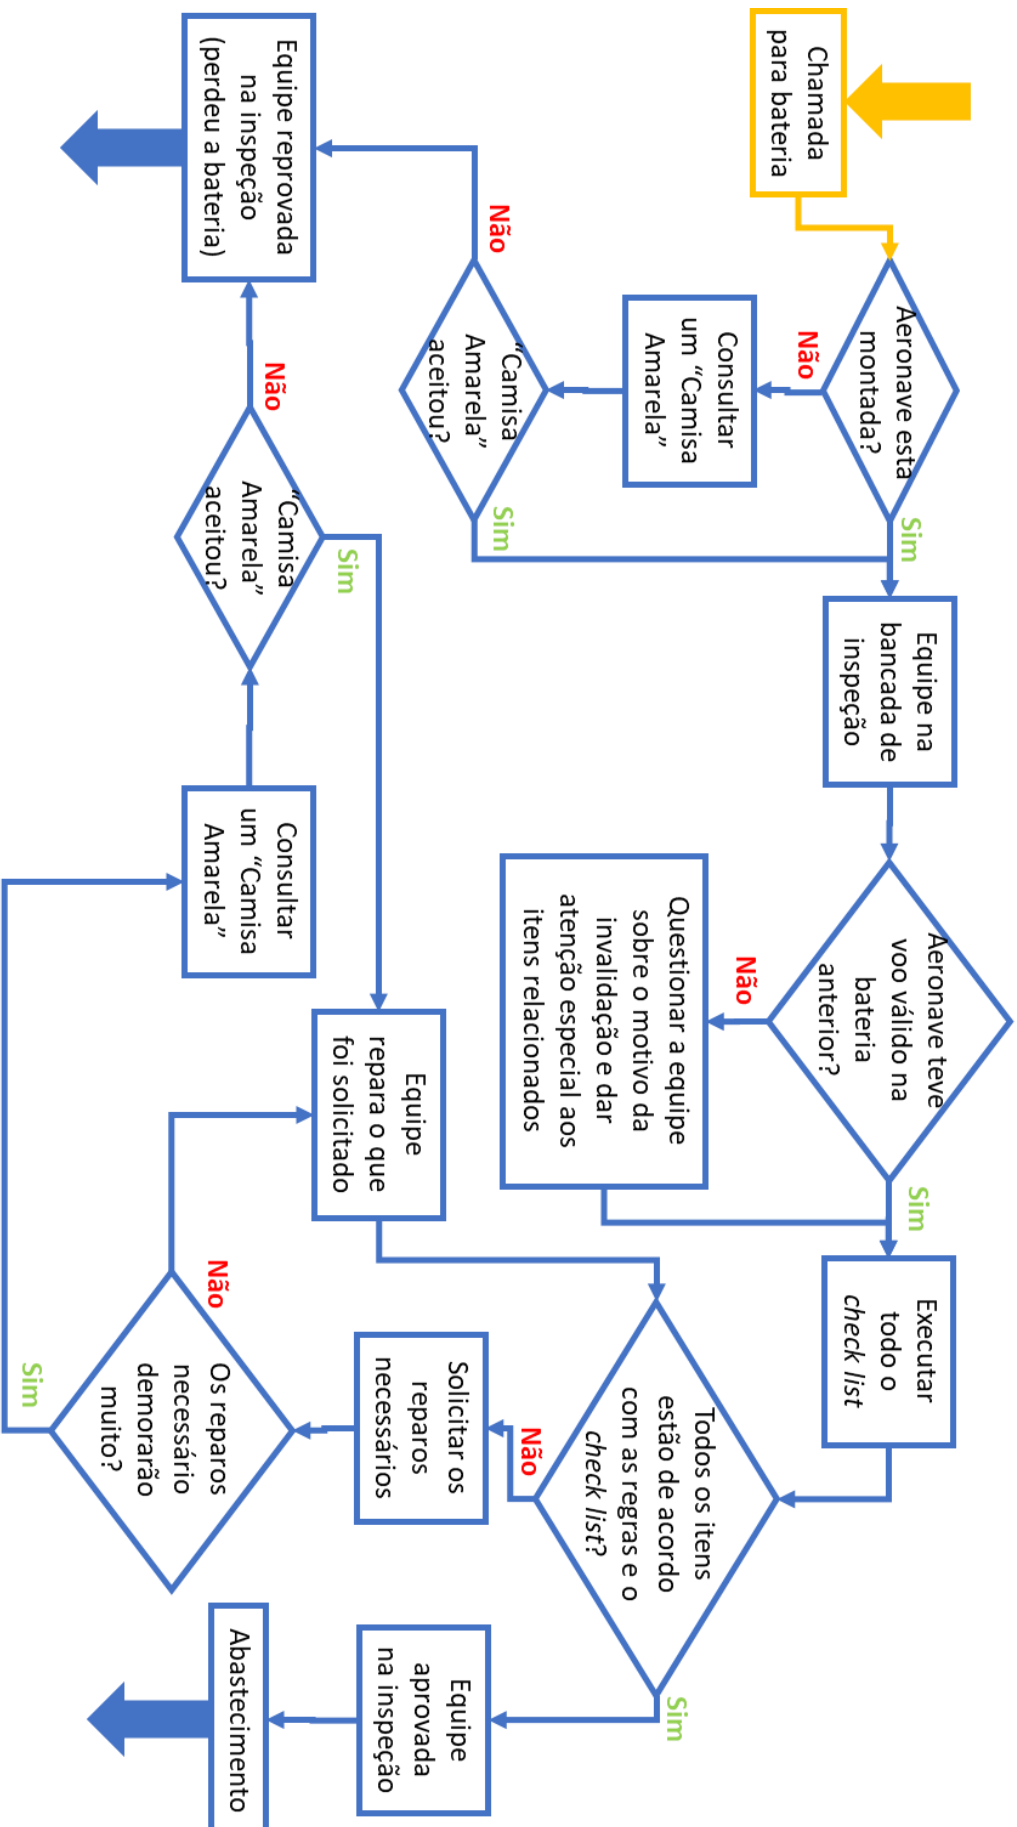 Chamada
para bateria
Aeronave esta
montada?
Sim
Não
Consultar
um “Camisa
Amarela”
“Camisa
Amarela”
aceitou?
Sim
Não
Equipe reprovada
na inspeção
(perdeu a bateria)
Equipe na
bancada de
inspeção
Aeronave teve
voo válido na
bateria
anterior?
Sim
Não
Questionar a equipe
sobre o motivo da
invalidação e dar
atenção especial aos
itens relacionados
Executar
todo o
check list
Todos os itens
estão de acordo
com as regras e o
check list?
Sim
Não
Solicitar os
reparos
necessários
Os reparos
necessário
demorarão
muito?
Não
Sim
Equipe
repara o que
foi solicitado
Consultar
um “Camisa
Amarela”
“Camisa
Amarela”
aceitou?
Sim
Não
Equipe
aprovada
na inspeção
Abastecimento